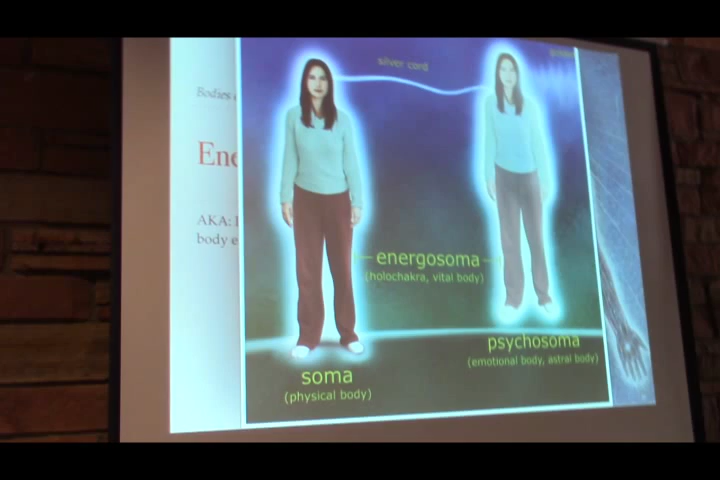 silver cord
Bodies
Ene
AKA:
body e
energosoma
(holochakra, vital body)
psychosoma
(emotional body, astral body)
soma
(physical body)